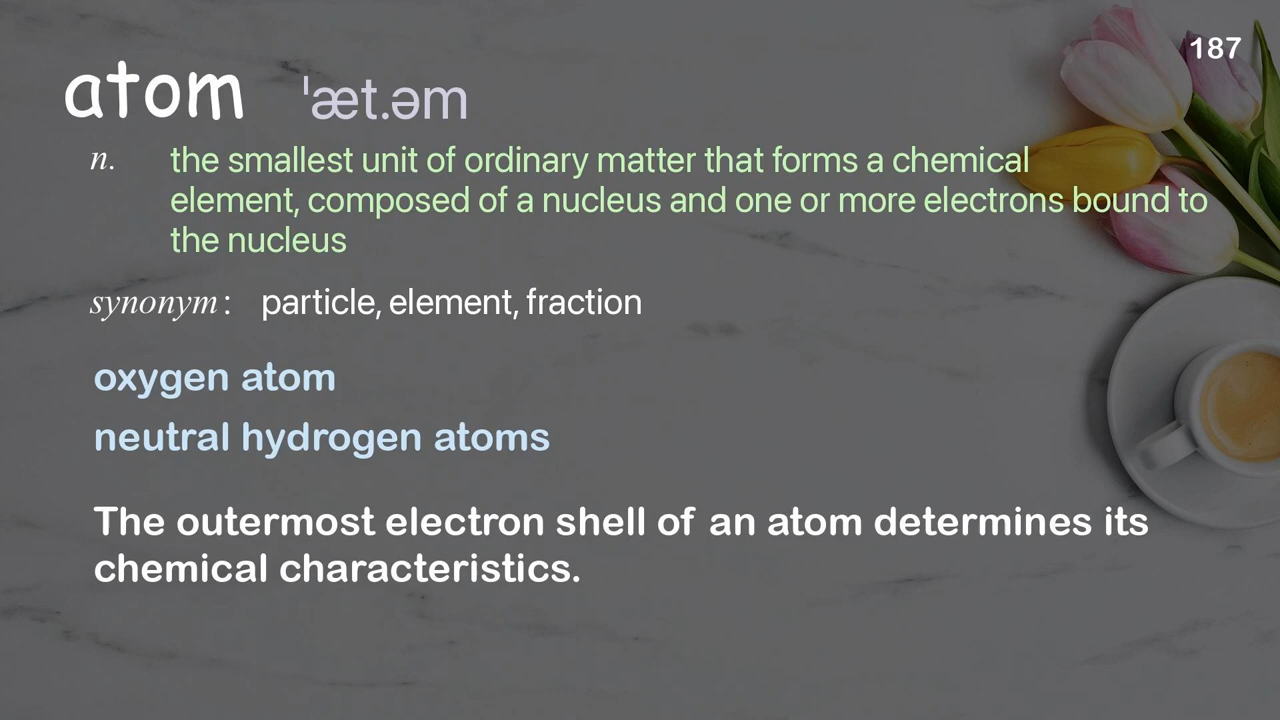 187
atom ˈæt.əm
n. the smallest unit of ordinary matter that forms a chemical
element, composed of a nucleus and one or more electrons bound to
the nucleus
synonym: particle, element, fraction
oxygen atom
neutral hydrogen atoms
The outermost electron shell of an atom determines its
chemical characteristics.